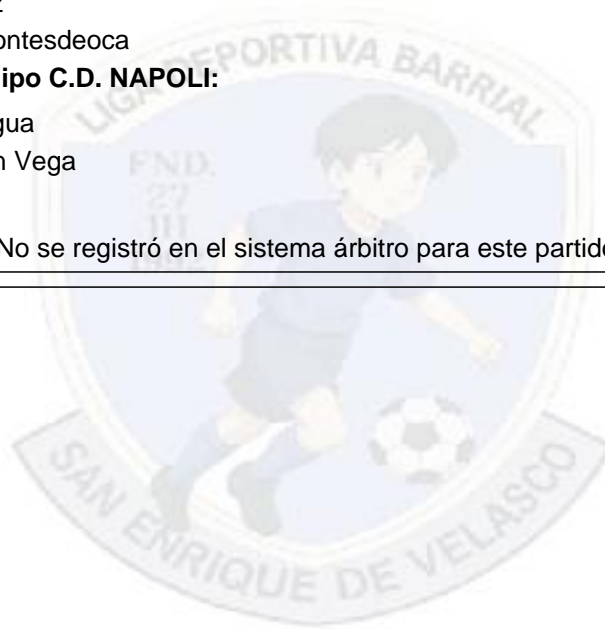 z
ontesdeoca
ipo C.D. NAPOLI:
gua
n Vega
No se registró en el sistema árbitro para este partido
LIGA DEPORTIVA BARRIAL
FND.
27
III
SAN ENRIQUE DE VELASCO